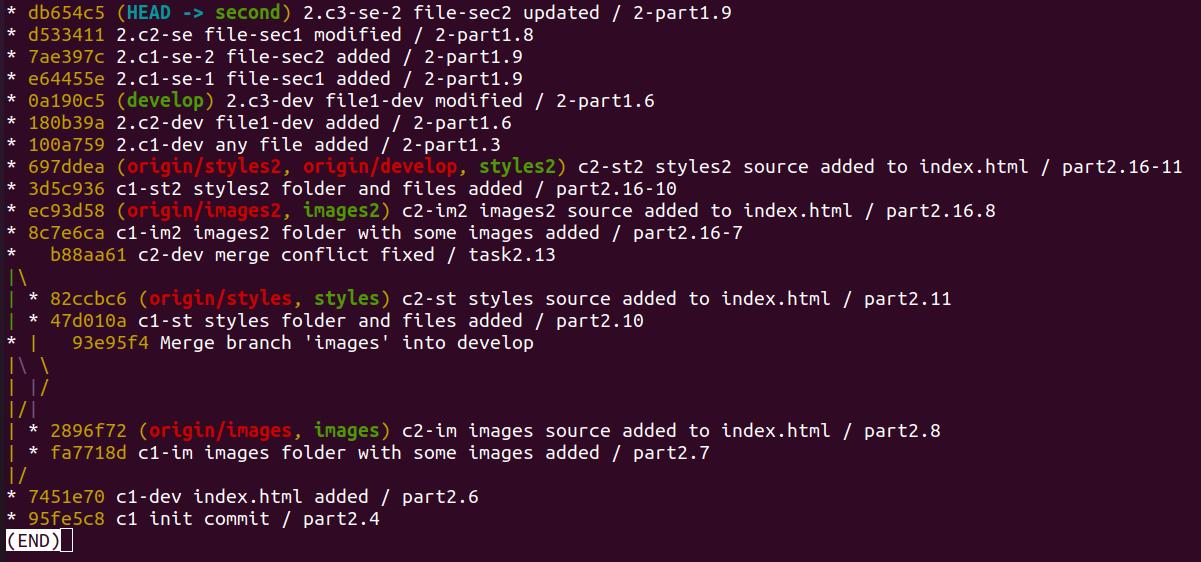 * db654c5 (HEAD -> second) 2.c3-se-2 file-sec2 updated / 2-part1.9
* d533411 2.c2-se file-sec1 modified / 2-part1.8
* 7ae397c 2.c1-se-2 file-sec2 added / 2-part1.9
* e64455e 2.c1-se-1 file-sec1 added / 2-part1.9
* 0a190c5 (develop) 2.c3-dev file1-dev modified / 2-part1.6
* 180b39a 2.c2-dev file1-dev added / 2-part1.6
* 100a759 2.c1-dev any file added / 2-part1.3
* 697ddea (origin/styles2, origin/develop, styles2) c2-st2 styles2 source added to index.html / part2.16-11
* 3d5c936 c1-st2 styles2 folder and files added / part2.16-10
* ec93d58 (origin/images2, images2) c2-im2 images2 source added to index.html / part2.16.8
* 8c7e6ca c1-im2 images2 folder with some images added / part2.16-7
*   b88aa61 c2-dev merge conflict fixed / task2.13
|\
| * 82ccbc6 (origin/styles, styles) c2-st styles source added to index.html / part2.11
| * 47d010a c1-st styles folder and files added / part2.10
* |   93e95f4 Merge branch 'images' into develop
|\ \
| |/
|/|
| * 2896f72 (origin/images, images) c2-im images source added to index.html / part2.8
| * fa7718d c1-im images folder with some images added / part2.7
|/
* 7451e70 c1-dev index.html added / part2.6
* 95fe5c8 c1 init commit / part2.4
(END)